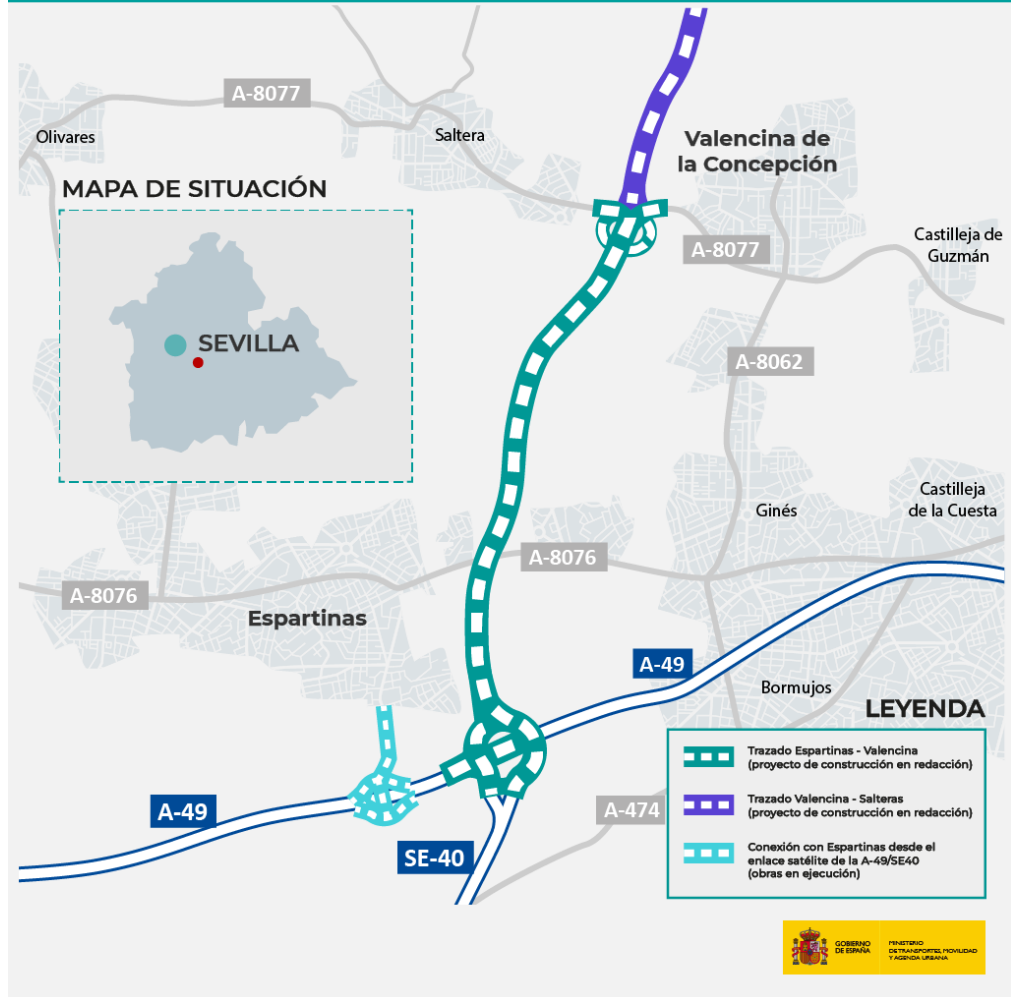 A-8077
Olivares
Saltera
Valencina de
la Concepción
MAPA DE SITUACIÓN
SEVILLA
A-8077
Castilleja de
Guzmán
A-8062
Castilleja
de la Cuesta
Ginés
A-8076
A-8076
Espartinas
A-49
Bormujos
LEYENDA
Trazado Espartinas - Valencina
(proyecto de construcción en redacción)
Trazado Valencina - Salteras
(proyecto de construcción en redacción)
Conexión con Espartinas desde el
enlace satélite de la A-49/SE40
(obras en ejecución)
A-49
A-474
SE-40
GOBIERNO
DE ESPAÑA
MINISTERIO
DE TRANSPORTES, MOVILIDAD
Y AGENDA URBANA